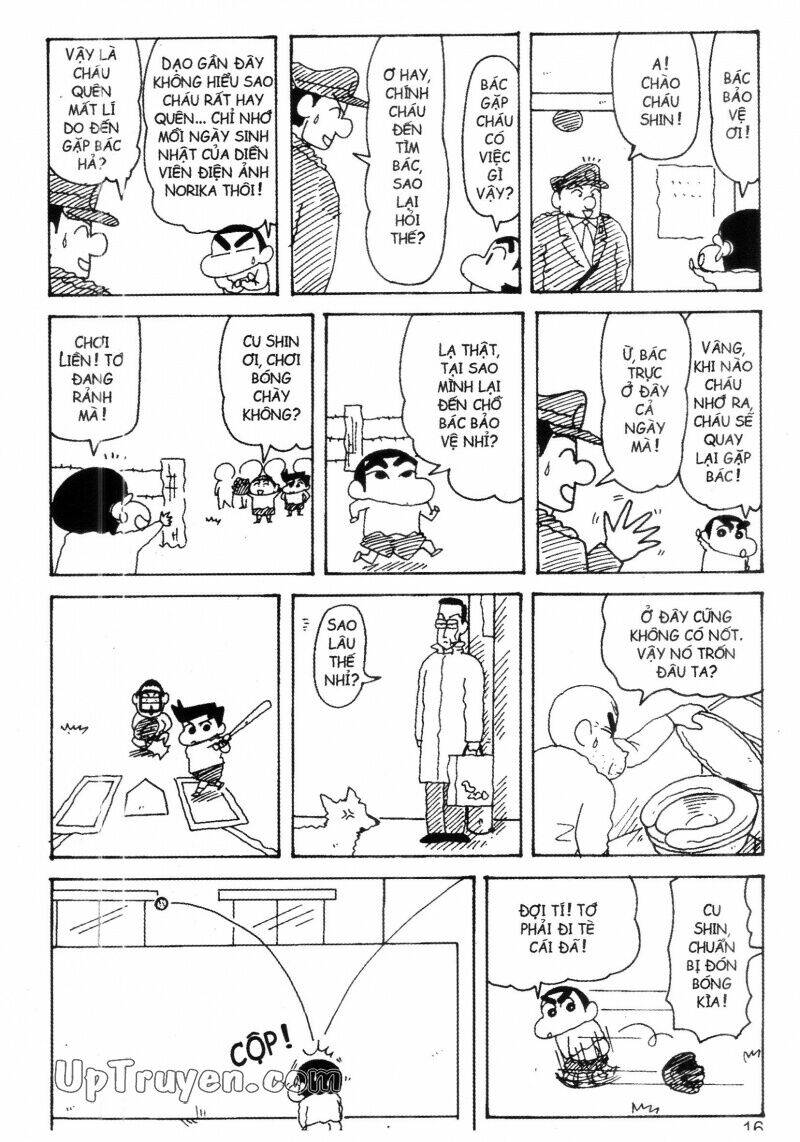 BÁC
BẢO
VỆ
ƠI!
A!
CHÀO
CHÁU
SHIN!
BÁC
GẶP
CHÁU
CÓ
VIỆC
GÌ
VẬY?
Ơ HAY,
CHÍNH
CHÁU
ĐẾN
TÌM
BÁC,
SAO
LẠI
HỎI
THẾ?
DẠO GẦN ĐÂY
KHÔNG HIỂU SAO
CHÁU RẤT HAY
QUÊN... CHỈ NHỚ
MỖI NGÀY SINH
NHẬT CỦA DIỄN
VIÊN ĐIỆN ẢNH
NORIKA THÔI!
VẬY LÀ
CHÁU
QUÊN
MẤT LÍ
DO ĐẾN
GẶP BÁC
HẢ?
VÂNG,
KHI NÀO
CHÁU
NHỚ RA,
CHÁU SẼ
QUAY
LẠI GẶP
BÁC!
Ừ, BÁC
TRỰC
Ở ĐÂY
CẢ
NGÀY
MÀ!
LẠ THẬT,
TẠI SAO
MÌNH LẠI
ĐẾN CHỖ
BÁC BẢO
VỆ NHỈ?
CU SHIN
ƠI, CHƠI
BÓNG
CHÀY
KHÔNG?
CHƠI
LIỀN! TỚ
ĐANG
RẢNH
MÀ!
Ở ĐÂY CŨNG
KHÔNG CÓ NỐT.
VẬY NÓ TRỐN
ĐÂU TA?
SAO
LÂU
THẾ
NHỈ?
ZOO
CU
SHIN,
CHUẨN
BỊ ĐÓN
BÓNG
KÌA!
ĐỢI TÍ! TỚ
PHẢI ĐI TÈ
CÁI ĐÃ!
CỘP!
UpTruyen.com
16